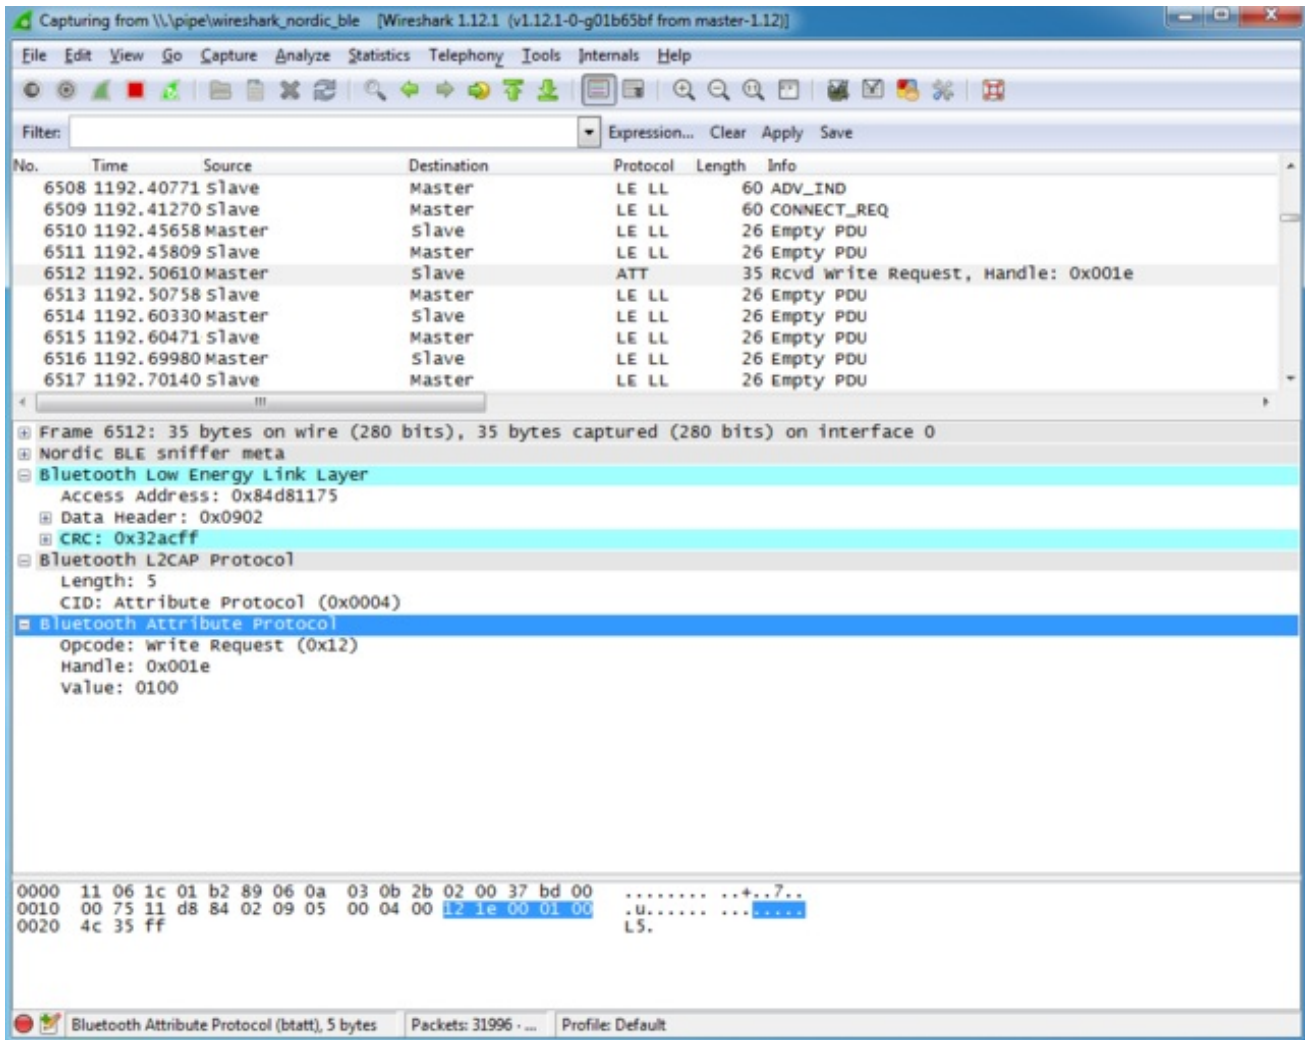 Capturing from \\.\pipe\wireshark_nordic_ble [Wireshark 1.12.1 (v1.12.1-0-g01b65bf from master-1.12)]
File Edit View Go Capture Analyze Statistics Telephony Tools Internals Help
Filter: Expression... Clear Apply Save
No. Time Source Destination Protocol Length Info
6508 1192.40771 Slave Master LE LL 60 ADV_IND
6509 1192.41270 Slave Master LE LL 60 CONNECT_REQ
6510 1192.45658 Master Slave LE LL 26 Empty PDU
6511 1192.45809 Slave Master LE LL 26 Empty PDU
6512 1192.50610 Master Slave ATT 35 Rcvd Write Request, Handle: 0x001e
6513 1192.50758 Slave Master LE LL 26 Empty PDU
6514 1192.60330 Master Slave LE LL 26 Empty PDU
6515 1192.60471 Slave Master LE LL 26 Empty PDU
6516 1192.69980 Master Slave LE LL 26 Empty PDU
6517 1192.70140 Slave Master LE LL 26 Empty PDU
Frame 6512: 35 bytes on wire (280 bits), 35 bytes captured (280 bits) on interface 0
Nordic BLE sniffer meta
Bluetooth Low Energy Link Layer
Access Address: 0x84d81175
Data Header: 0x0902
CRC: 0x32acff
Bluetooth L2CAP Protocol
Length: 5
CID: Attribute Protocol (0x0004)
Bluetooth Attribute Protocol
Opcode: Write Request (0x12)
Handle: 0x001e
Value: 0100
0000 11 06 1c 01 b2 89 06 0a 03 0b 2b 02 00 37 bd 00 ........ ..+..7..
0010 00 75 11 d8 84 02 09 05 00 04 00 12 1e 00 01 00 .u...... ........
0020 4c 35 ff L5.
Bluetooth Attribute Protocol (btatt), 5 bytes Packets: 31996 · ... Profile: Default